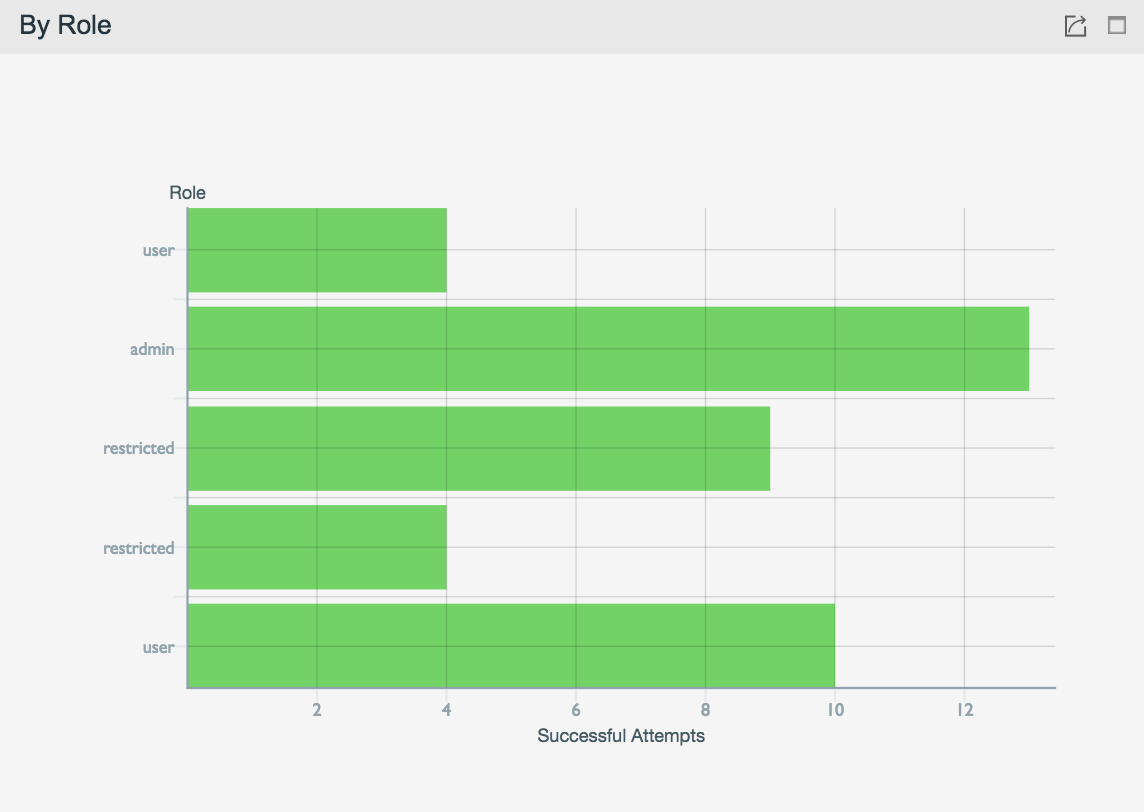 By Role
Role
user
admin
restricted
restricted
user
2 4 6 8 10 12
Successful Attempts